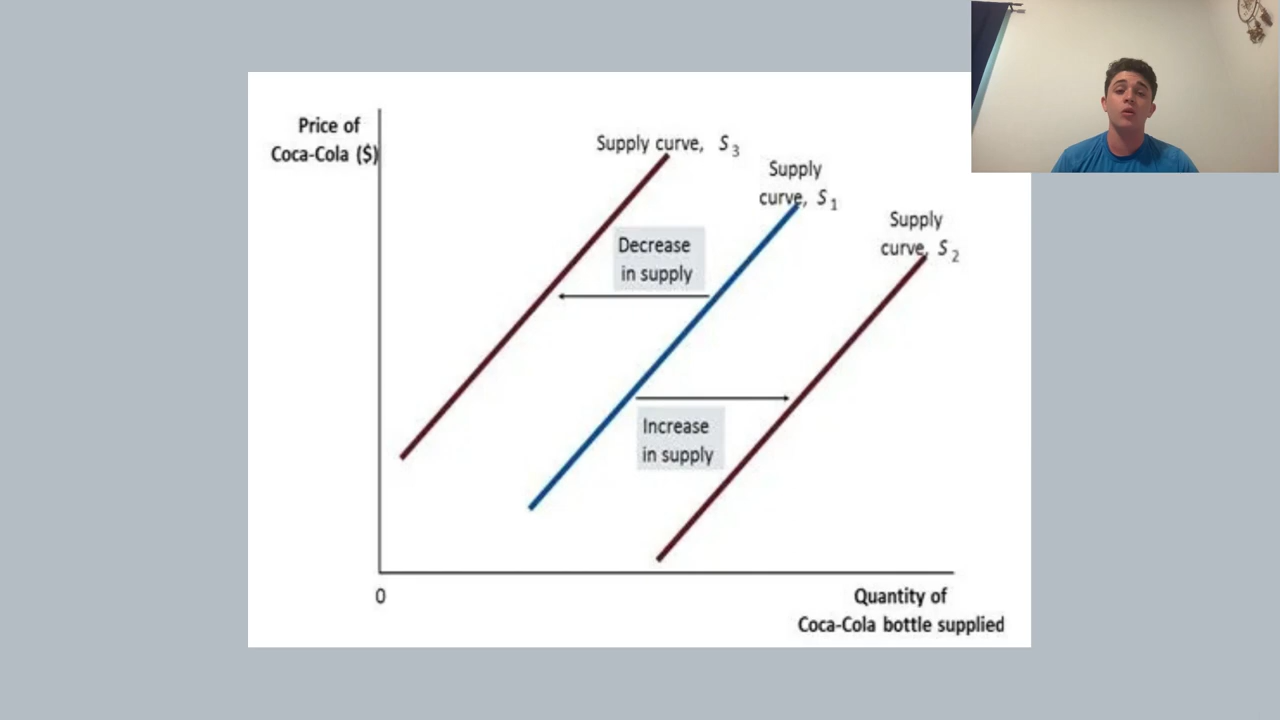 Price of
Coca-Cola ($)
Supply curve, S3
Supply
curve, S1
Supply
curve, S2
Decrease
in supply
Increase
in supply
0
Quantity of
Coca-Cola bottle supplied